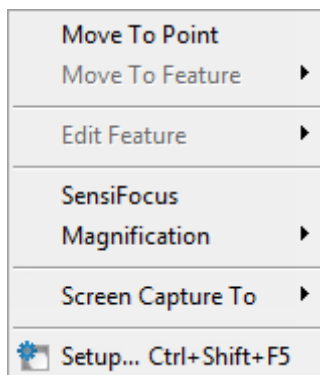 Move To Point
Move To Feature
Edit Feature
SensiFocus
Magnification
Screen Capture To
Setup... Ctrl+Shift+F5